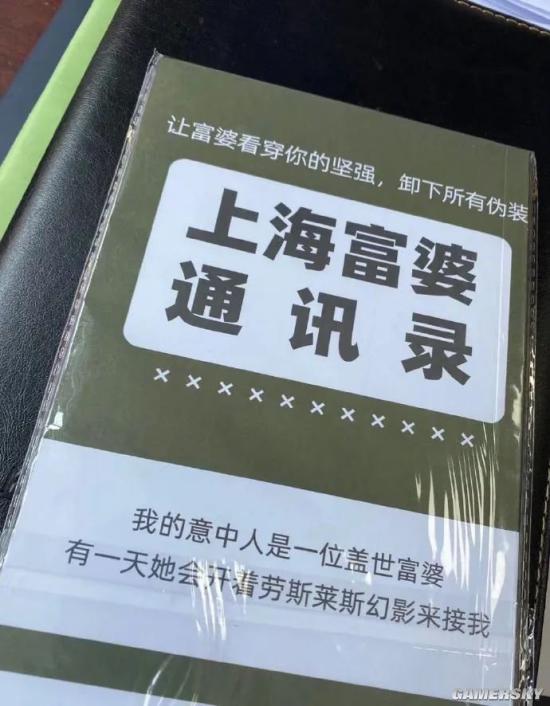 让富婆看穿你的坚强，卸下所有伪装
上海富婆
通讯录
××××××××××
我的意中人是一位盖世富婆
有一天她会开着劳斯莱斯幻影来接我
GAMERSKY